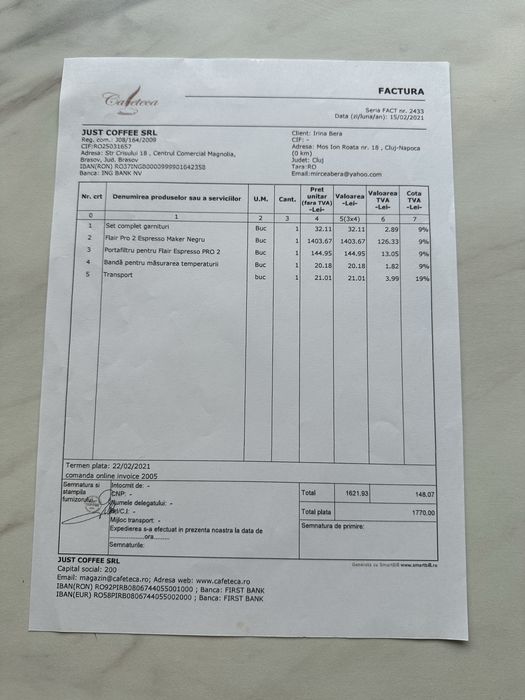 Cafeteca
FACTURA
Seria FACT nr. 2433
Data (zi/luna/an): 15/02/2021
JUST COFFEE SRL
Reg. com.: J08/164/2009
CIF:RO25031657
Adresa: Str Crisului 18 , Centrul Comercial Magnolia,
Brasov, Jud. Brasov
IBAN(RON) RO37INGB0000999901642358
Banca: ING BANK NV
Client: Irina Bera
CIF: -
Adresa: Mos Ion Roata nr. 18 , Cluj-Napoca
(0 km)
Judet: Cluj
Tara:RO
Email:mirceabera@yahoo.com
Nr. crt Denumirea produselor sau a serviciilor U.M. Cant. Pret unitar (fara TVA) -Lei- Valoarea -Lei- Valoarea TVA -Lei- Cota TVA -Lei-
0 1 2 3 4 5(3x4) 6 7
1 Set complet garnituri Buc 1 32.11 32.11 2.89 9%
2 Flair Pro 2 Espresso Maker Negru Buc 1 1403.67 1403.67 126.33 9%
3 Portafiltru pentru Flair Espresso PRO 2 Buc 1 144.95 144.95 13.05 9%
4 Bandă pentru măsurarea temperaturii Buc 1 20.18 20.18 1.82 9%
5 Transport buc 1 21.01 21.01 3.99 19%
Termen plata: 22/02/2021
comanda online invoice 2005
Semnatura si
stampila
furnizorului
Intocmit de: -
CNP: -
Numele delegatului: -
B.I/C.I: -
Mijloc transport: -
Expedierea s-a efectuat in prezenta noastra la data de
............ora............
Semnaturile:
Total 1621.93 148.07
Total plata 1770.00
Semnatura de primire:
JUST COFFEE SRL
Capital social: 200
Email: magazin@cafeteca.ro; Adresa web: www.cafeteca.ro
IBAN(RON) RO92PIRB0806744055001000 ; Banca: FIRST BANK
IBAN(EUR) RO58PIRB0806744055002000 ; Banca: FIRST BANK
Generata cu SmartBill www.smartbill.ro